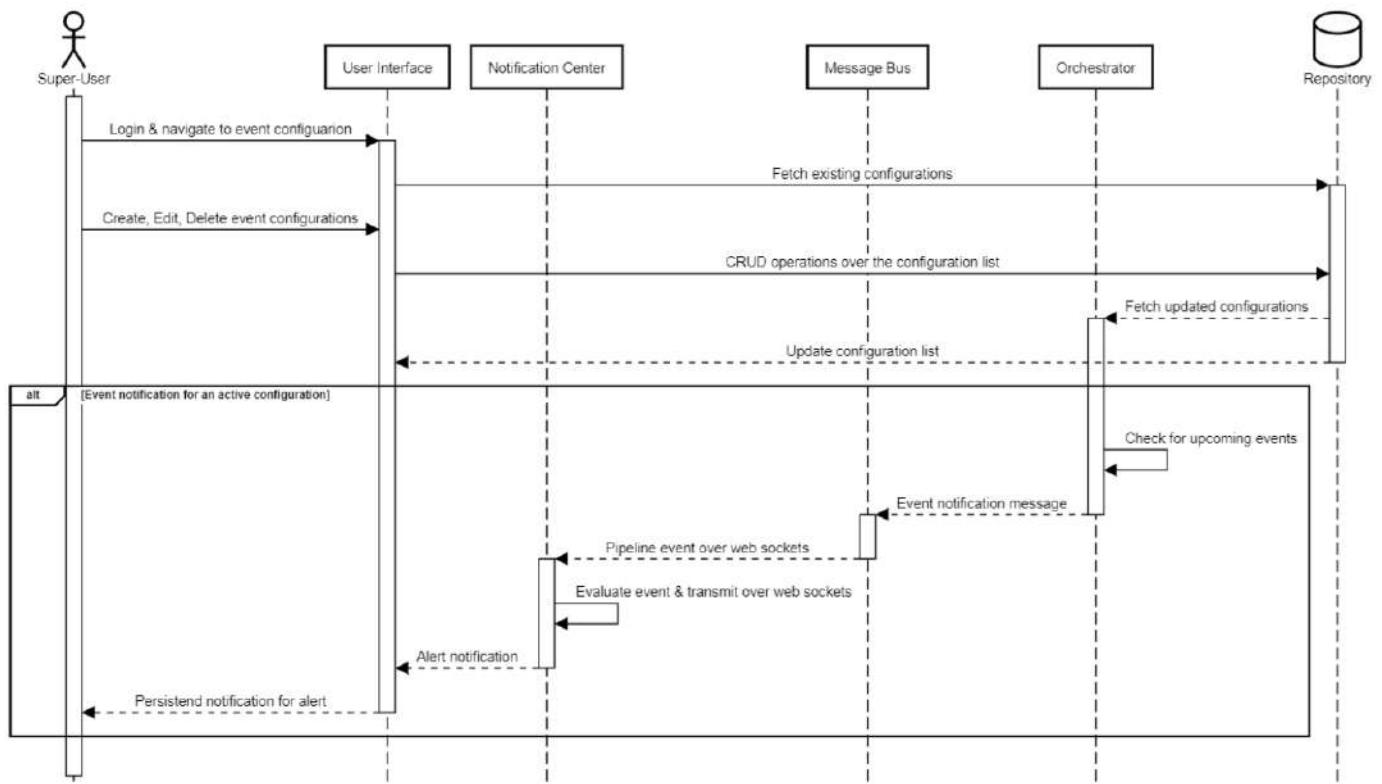 Super-User
User Interface
Notification Center
Message Bus
Orchestrator
Repository
Login & navigate to event configuarion
Fetch existing configurations
Create, Edit, Delete event configurations
CRUD operations over the configuration list
Fetch updated configurations
Update configuration list
alt
[Event notification for an active configuration]
Check for upcoming events
Event notification message
Pipeline event over web sockets
Evaluate event & transmit over web sockets
Alert notification
Persistend notification for alert